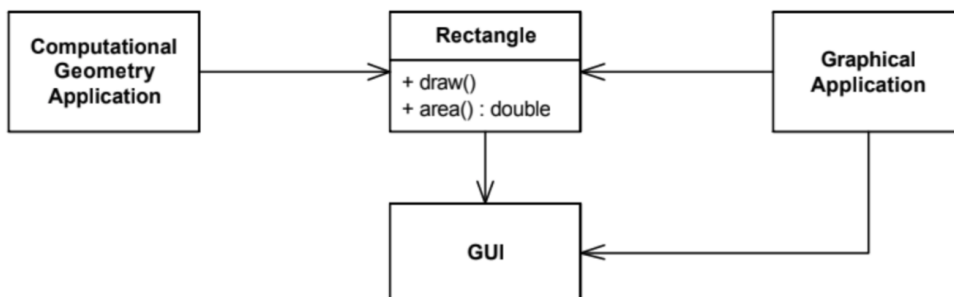 Computational
Geometry
Application
Rectangle
+ draw()
+ area() : double
Graphical
Application
GUI